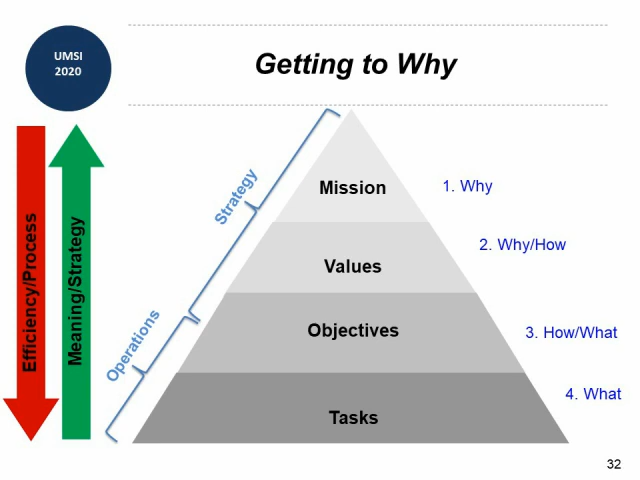 UMSI
2020
Getting to Why
Efficiency/Process
Meaning/Strategy
Strategy
Operations
Mission
1. Why
Values
2. Why/How
Objectives
3. How/What
Tasks
4. What
32